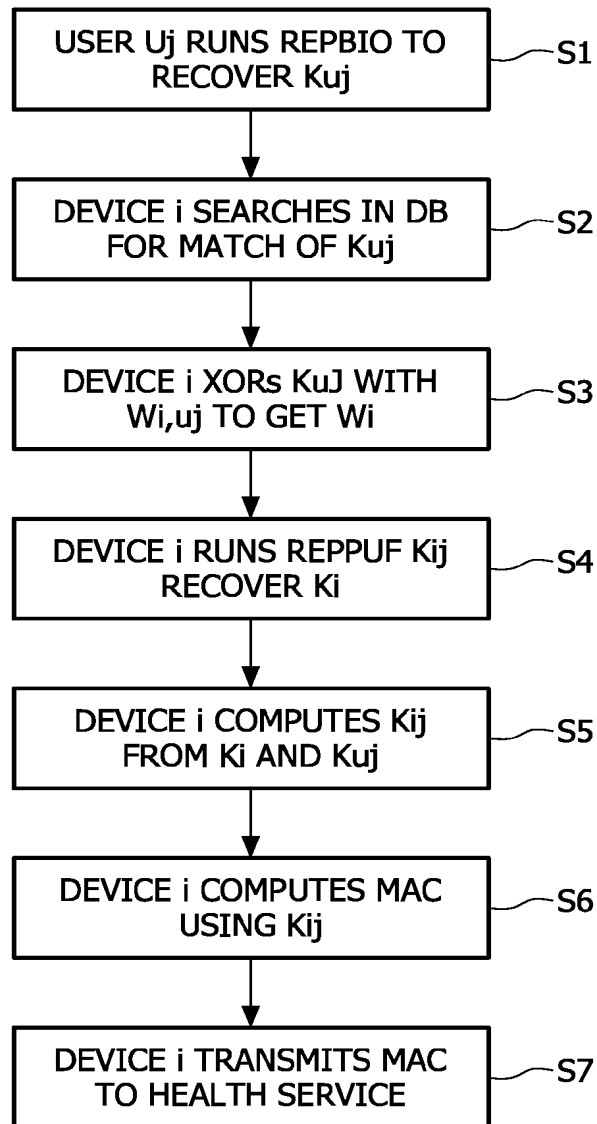 USER Uj RUNS REPBIO TO
RECOVER Kuj
S1
DEVICE i SEARCHES IN DB
FOR MATCH OF Kuj
S2
DEVICE i XORs KuJ WITH
Wi,uj TO GET Wi
S3
DEVICE i RUNS REPPUF Kij
RECOVER Ki
S4
DEVICE i COMPUTES Kij
FROM Ki AND Kuj
S5
DEVICE i COMPUTES MAC
USING Kij
S6
DEVICE i TRANSMITS MAC
TO HEALTH SERVICE
S7